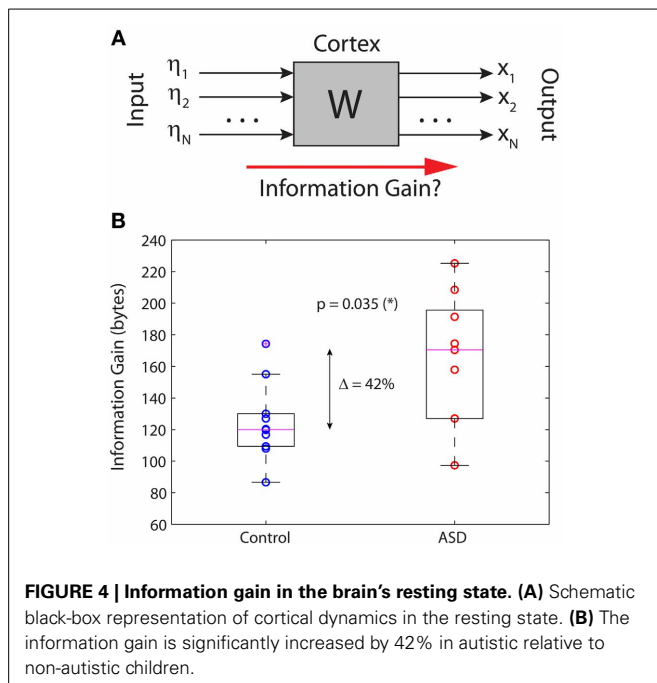 A
Cortex
Input
η1
η2
ηN
. . .
W
. . .
x1
x2
xN
Output
Information Gain?
B
Information Gain (bytes)
240
220
200
180
160
140
120
100
80
60
p = 0.035 (*)
Δ = 42%
Control
ASD
FIGURE 4 | Information gain in the brain's resting state. (A) Schematic
black-box representation of cortical dynamics in the resting state. (B) The
information gain is significantly increased by 42% in autistic relative to
non-autistic children.